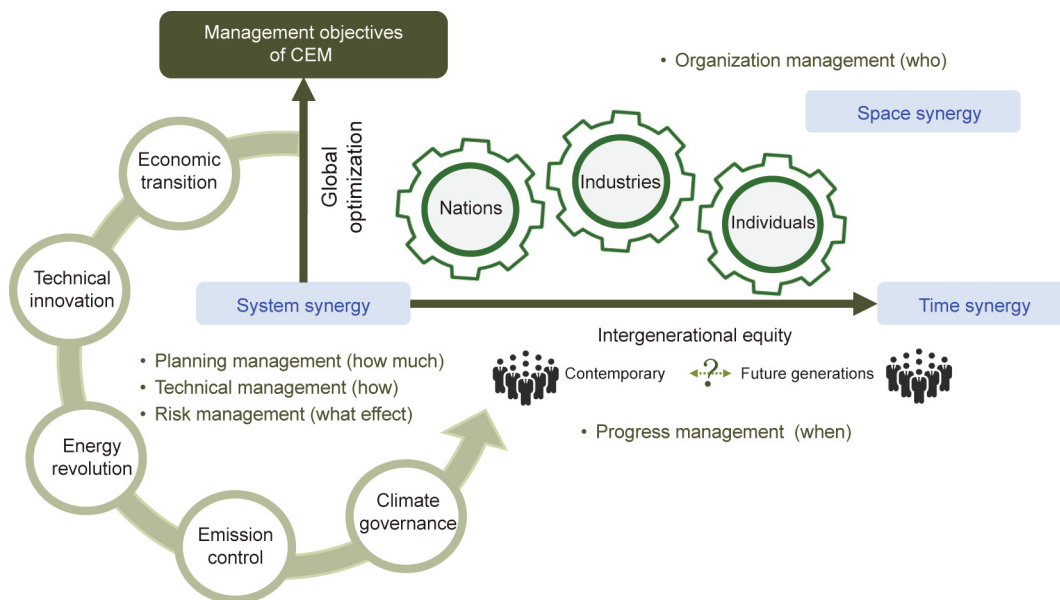 Management objectives
of CEM
• Organization management (who)
Space synergy
Economic
transition
Global
optimization
Nations
Industries
Individuals
Technical
innovation
System synergy
Time synergy
Intergenerational equity
• Planning management (how much)
• Technical management (how)
• Risk management (what effect)
Contemporary
?
Future generations
• Progress management (when)
Energy
revolution
Emission
control
Climate
governance